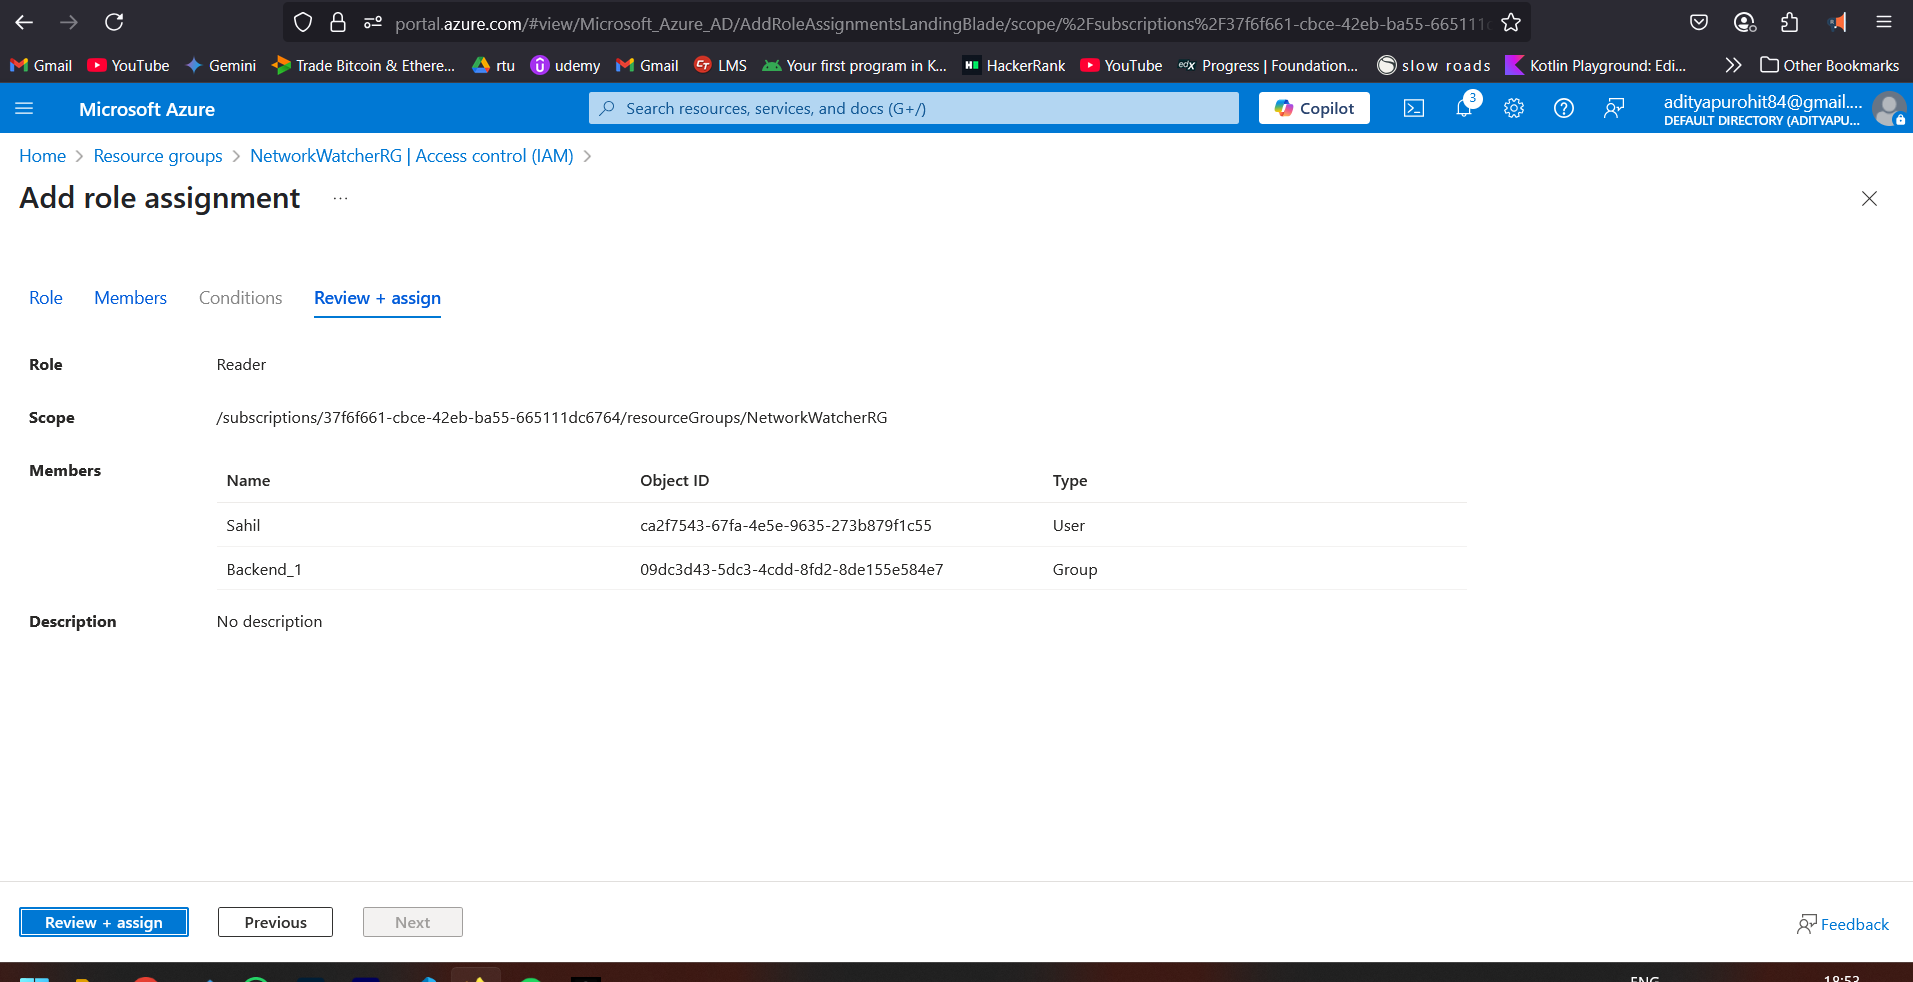 portal.azure.com/#view/Microsoft_Azure_AD/AddRoleAssignmentsLandingBlade/scope/%2Fsubscriptions%2F37f6f661-cbce-42eb-ba55-665111d
Gmail YouTube Gemini Trade Bitcoin & Ethere... rtu udemy Gmail LMS Your first program in K... HackerRank YouTube edX Progress | Foundation... slow roads Kotlin Playground: Edi... Other Bookmarks
Microsoft Azure Search resources, services, and docs (G+/) Copilot 3 adityapurohit84@gmail....
DEFAULT DIRECTORY (ADITYAPU...
Home > Resource groups > NetworkWatcherRG | Access control (IAM) >
Add role assignment ...
Role Members Conditions Review + assign
Role Reader
Scope /subscriptions/37f6f661-cbce-42eb-ba55-665111dc6764/resourceGroups/NetworkWatcherRG
Members
Name Object ID Type
Sahil ca2f7543-67fa-4e5e-9635-273b879f1c55 User
Backend_1 09dc3d43-5dc3-4cdd-8fd2-8de155e584e7 Group
Description No description
Review + assign Previous Next Feedback
ENG 18:53